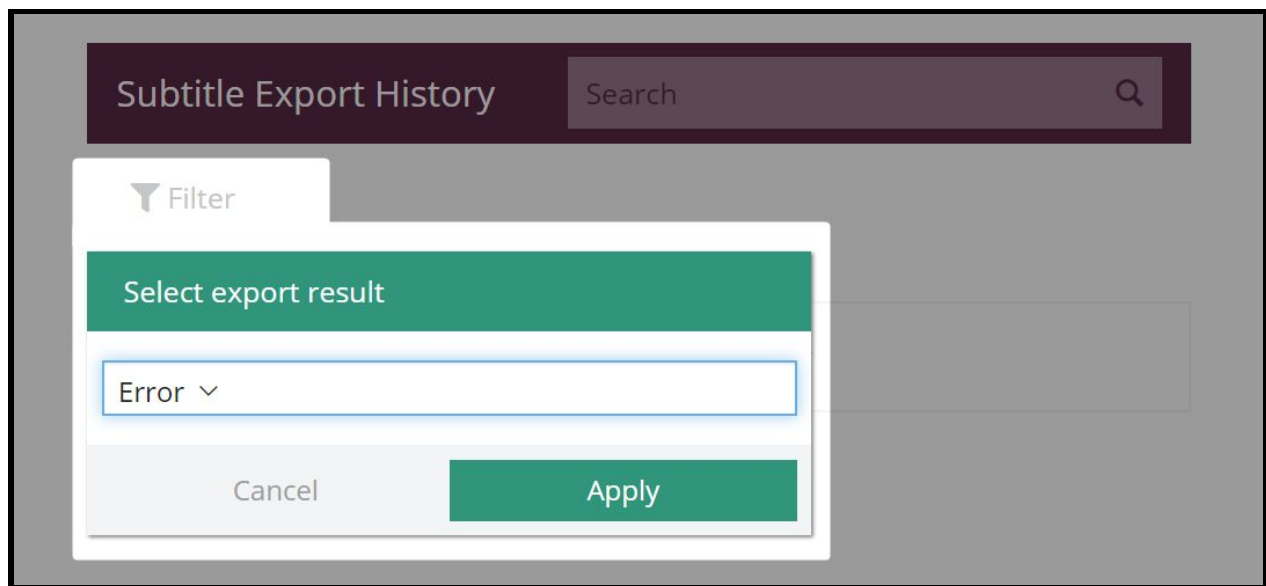 Subtitle Export History
Search
Filter
Select export result
Error
Cancel
Apply